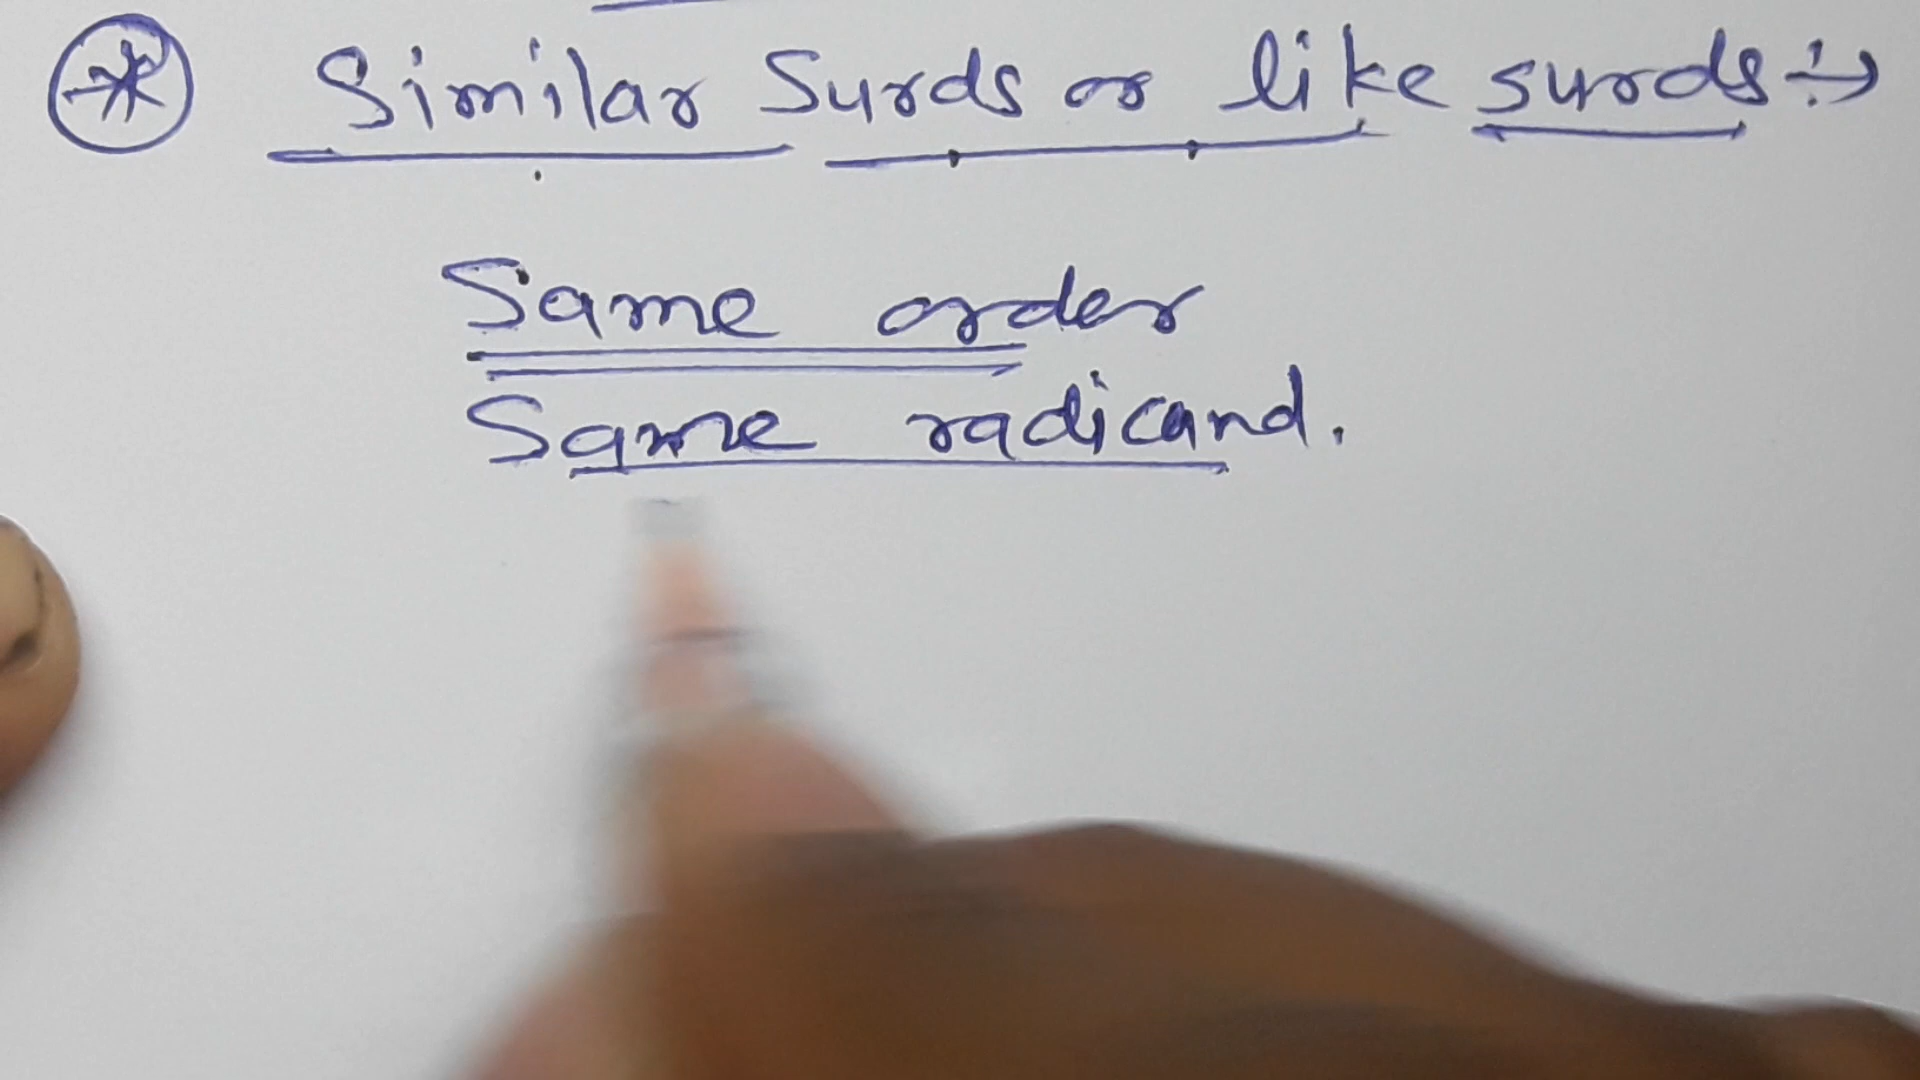 * Similar Surds or like surds :→
Same order
Same radicand.